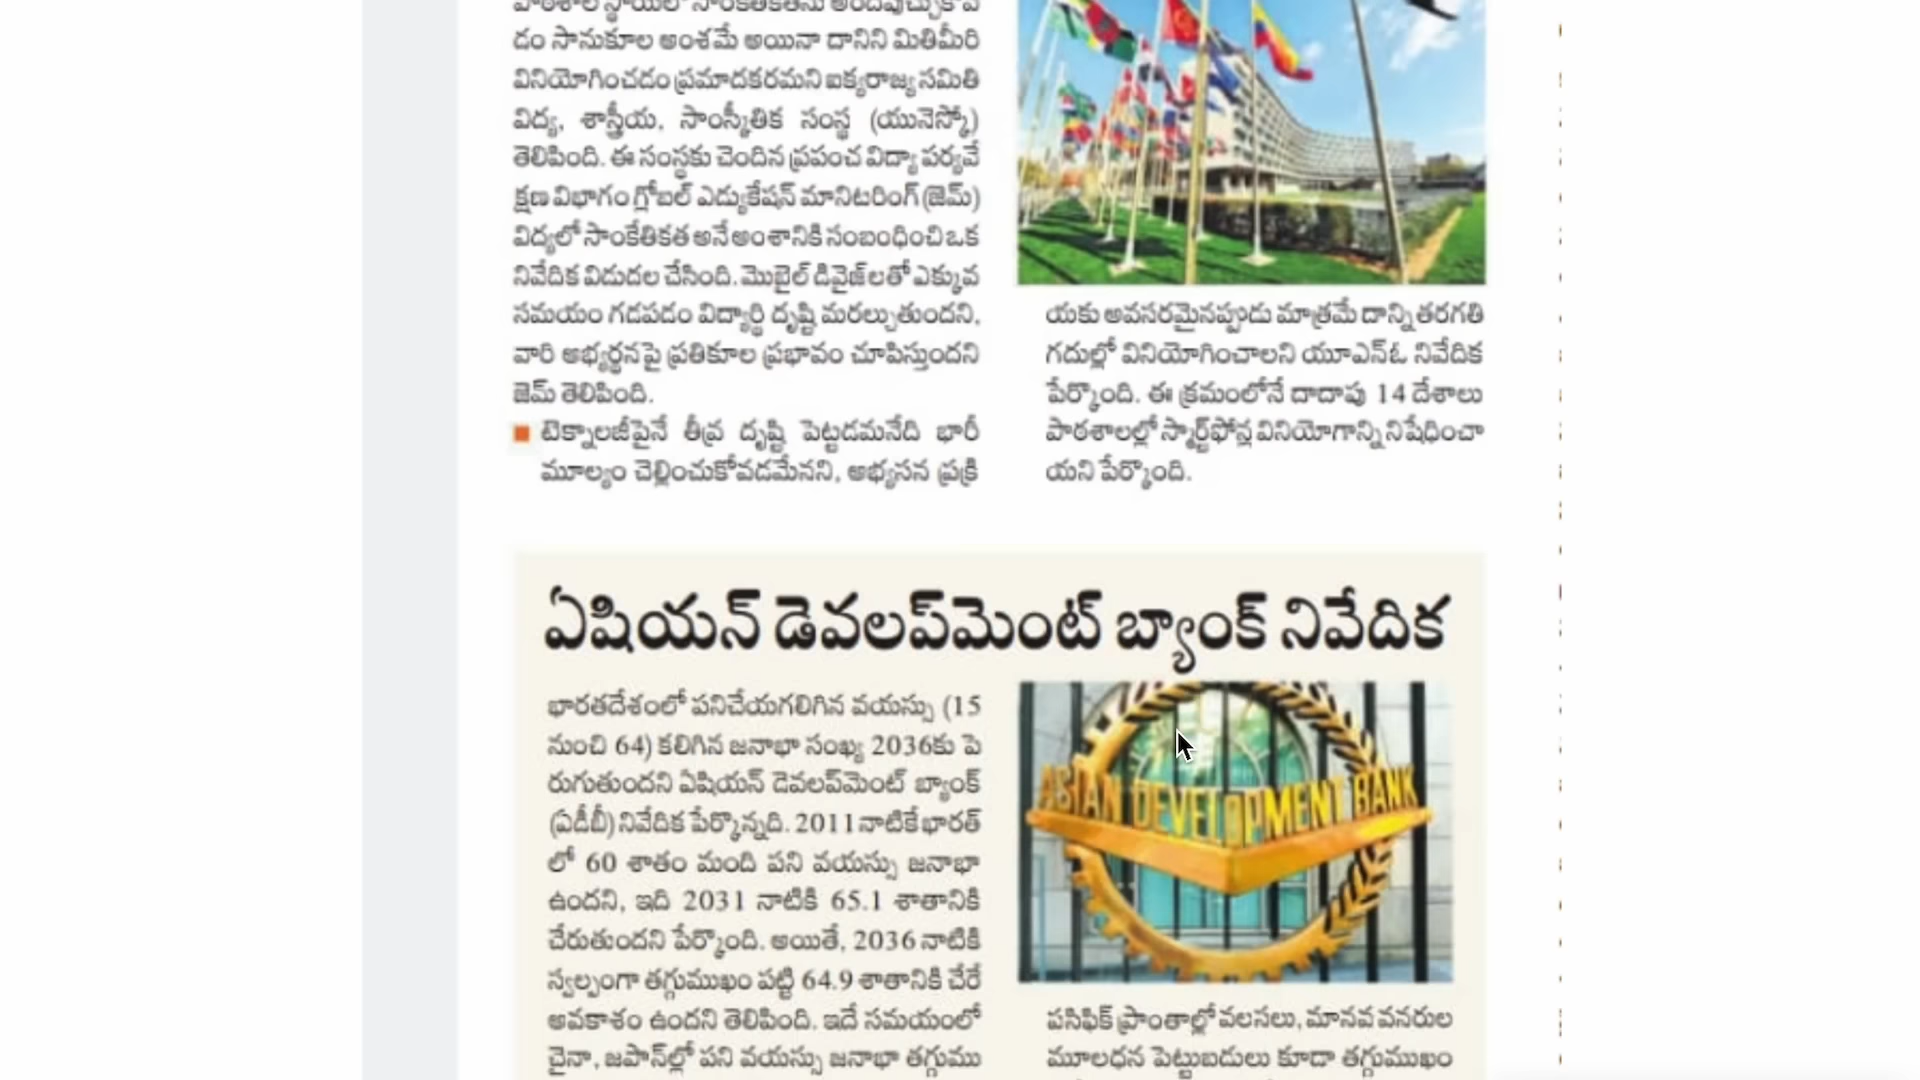 పాఠశాల స్థాయిలో సాంకేతికతను అందిపుచ్చుకోవ
డం సానుకూల అంశమే అయినా దానిని మితిమీరి
వినియోగించడం ప్రమాదకరమని ఐక్యరాజ్య సమితి
విద్య, శాస్త్రీయ, సాంస్కృతిక సంస్థ (యునెస్కో)
తెలిపింది. ఈ సంస్థకు చెందిన ప్రపంచ విద్యా పర్యవే
క్షణ విభాగం గ్లోబల్ ఎడ్యుకేషన్ మానిటరింగ్ (జెమ్)
విద్యలో సాంకేతికత అనే అంశానికి సంబంధించి ఒక
నివేదిక విడుదల చేసింది. మొబైల్ డివైజ్‌లతో ఎక్కువ
సమయం గడపడం విద్యార్థి దృష్టి మరల్చుతుందని,
వారి అభ్యర్థనపై ప్రతికూల ప్రభావం చూపిస్తుందని
జెమ్ తెలిపింది.
■ టెక్నాలజీపైనే తీవ్ర దృష్టి పెట్టడమనేది భారీ
మూల్యం చెల్లించుకోవడమేనని, అభ్యసన ప్రక్రి
యకు అవసరమైనప్పుడు మాత్రమే దాన్ని తరగతి
గదుల్లో వినియోగించాలని యూఎన్ఓ నివేదిక
పేర్కొంది. ఈ క్రమంలోనే దాదాపు 14 దేశాలు
పాఠశాలల్లో స్మార్ట్‌ఫోన్ల వినియోగాన్ని నిషేధించా
యని పేర్కొంది.
ఏషియన్ డెవలప్‌మెంట్ బ్యాంక్ నివేదిక
భారతదేశంలో పనిచేయగలిగిన వయస్సు (15
నుంచి 64) కలిగిన జనాభా సంఖ్య 2036కు పె
రుగుతుందని ఏషియన్ డెవలప్‌మెంట్ బ్యాంక్
(ఏడీబీ) నివేదిక పేర్కొన్నది. 2011 నాటికే భారత్
లో 60 శాతం మంది పని వయస్సు జనాభా
ఉందని, ఇది 2031 నాటికి 65.1 శాతానికి
చేరుతుందని పేర్కొంది. అయితే, 2036 నాటికి
స్వల్పంగా తగ్గుముఖం పట్టి 64.9 శాతానికి చేరే
అవకాశం ఉందని తెలిపింది. ఇదే సమయంలో
చైనా, జపాన్‌ల్లో పని వయస్సు జనాభా తగ్గుము
ASIAN DEVELOPMENT BANK
పసిఫిక్ ప్రాంతాల్లో వలసలు, మానవ వనరుల
మూలధన పెట్టుబడులు కూడా తగ్గుముఖం